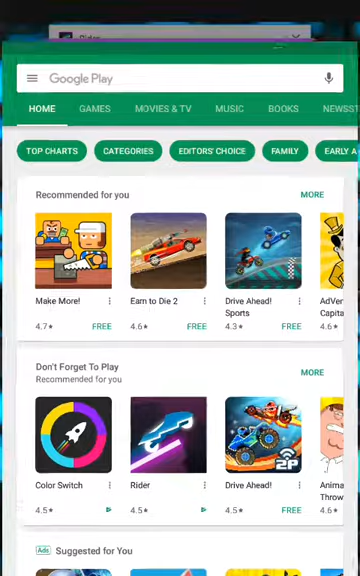 Rider
Google Play
HOME GAMES MOVIES & TV MUSIC BOOKS NEWSST
TOP CHARTS CATEGORIES EDITORS' CHOICE FAMILY EARLY A
Recommended for you MORE
Make More! Earn to Die 2 Drive Ahead! Sports AdVen Capita
4.7★ FREE 4.6★ FREE 4.3★ FREE 4.6★
Don't Forget To Play
Recommended for you MORE
2P
Color Switch Rider Drive Ahead! Anima Throw
4.5★ 4.5★ 4.5★ FREE 4.6★
Ads Suggested for You